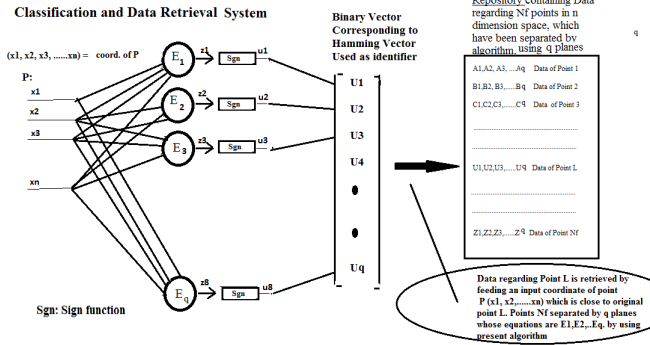 Classification and Data Retrieval System
(x1, x2, x3, ......xn) = coord. of P
P:
x1
x2
x3
xn
E1
E2
E3
Eq
z1
z2
z3
z8
Sgn
Sgn
Sgn
Sgn
u1
u2
u3
u8
Sgn: Sign function
Binary Vector
Corresponding to
Hamming Vector
Used as identifier
U1
U2
U3
U4
Uq
Repository containing Data
regarding Nf points in n
dimension space, which
have been separated by
algorithm, using q planes
q
A1,A2, A3, ....Aq Data of Point 1
B1,B2, B3,.....Bq Data of Point 2
C1,C2,C3,.....Cq Data of Point 3
U1,U2,U3,.....Uq Data of Point L
Z1,Z2,Z3,.....Zq Data of Point Nf
Data regarding Point L is retrieved by
feeding an input coordinate of point
P (x1, x2,......xn) which is close to original
point L. Points Nf separated by q planes
whose equations are E1,E2,..Eq. by using
present algorithm